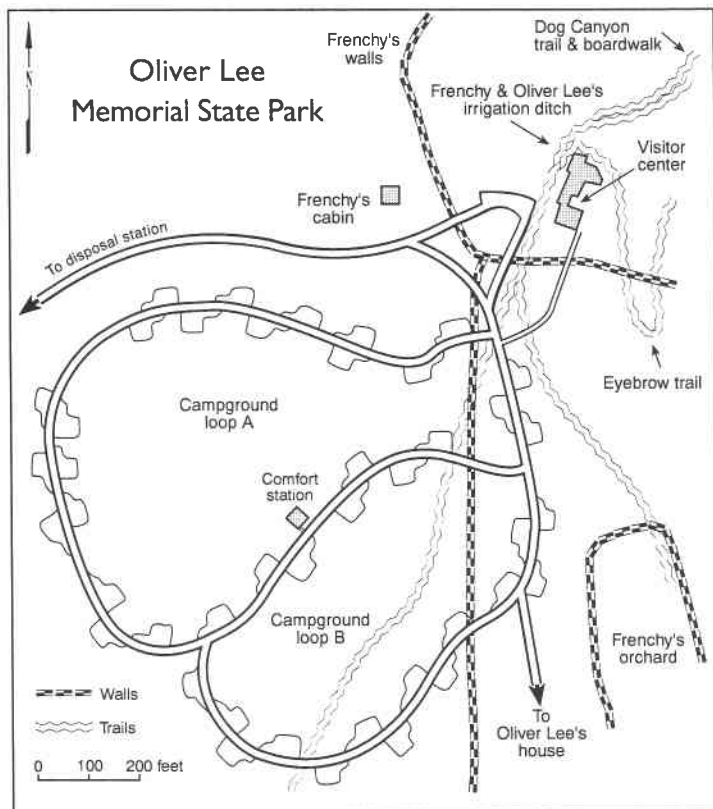 N
Oliver Lee
Memorial State Park
Frenchy's
walls
Dog Canyon
trail & boardwalk
Frenchy & Oliver Lee's
irrigation ditch
Visitor
center
Frenchy's
cabin
To disposal station
Eyebrow trail
Campground
loop A
Comfort
station
Campground
loop B
Frenchy's
orchard
Walls
Trails
To
Oliver Lee's
house
0 100 200 feet